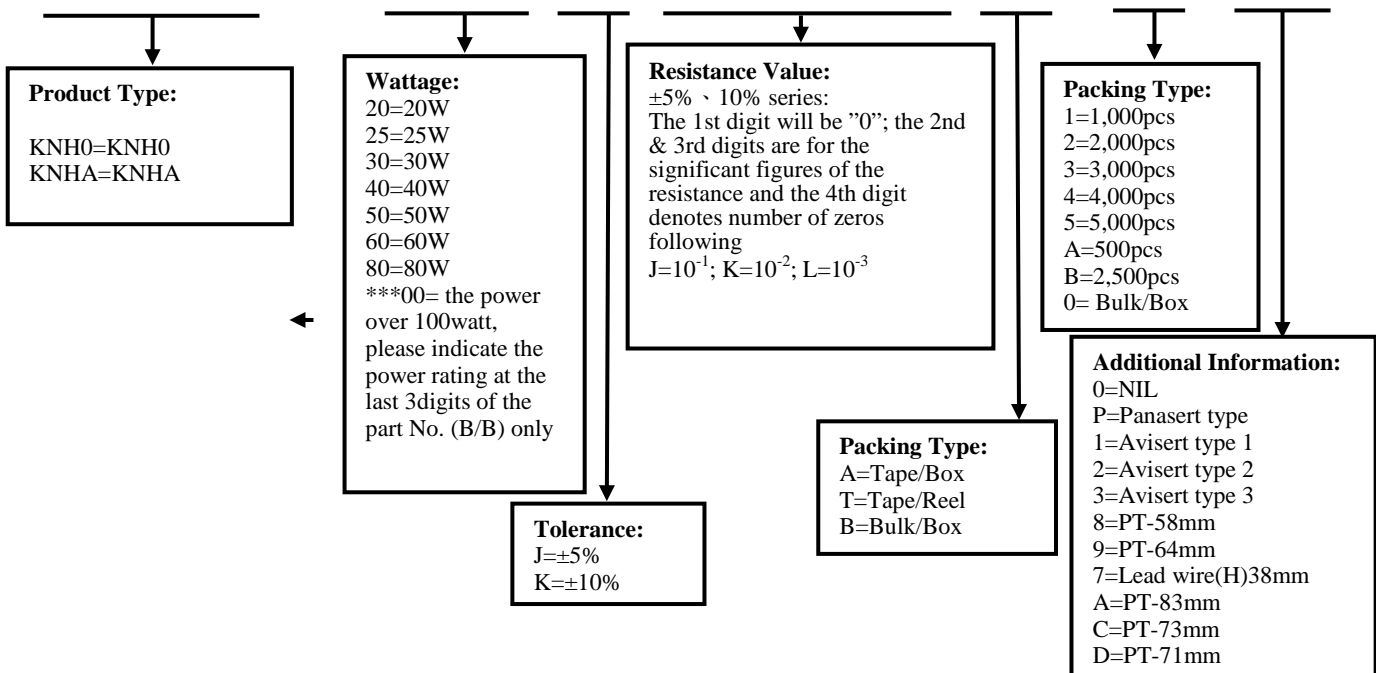 Product Type:
KNH0=KNH0
KNHA=KNHA
Wattage:
20=20W
25=25W
30=30W
40=40W
50=50W
60=60W
80=80W
***00= the power
over 100watt,
please indicate the
power rating at the
last 3digits of the
part No. (B/B) only
Tolerance:
J=±5%
K=±10%
Resistance Value:
±5%、10% series:
The 1st digit will be ”0”; the 2nd
& 3rd digits are for the
significant figures of the
resistance and the 4th digit
denotes number of zeros
following
J=10⁻¹; K=10⁻²; L=10⁻³
Packing Type:
A=Tape/Box
T=Tape/Reel
B=Bulk/Box
Packing Type:
1=1,000pcs
2=2,000pcs
3=3,000pcs
4=4,000pcs
5=5,000pcs
A=500pcs
B=2,500pcs
0= Bulk/Box
Additional Information:
0=NIL
P=Panasert type
1=Avisert type 1
2=Avisert type 2
3=Avisert type 3
8=PT-58mm
9=PT-64mm
7=Lead wire(H)38mm
A=PT-83mm
C=PT-73mm
D=PT-71mm